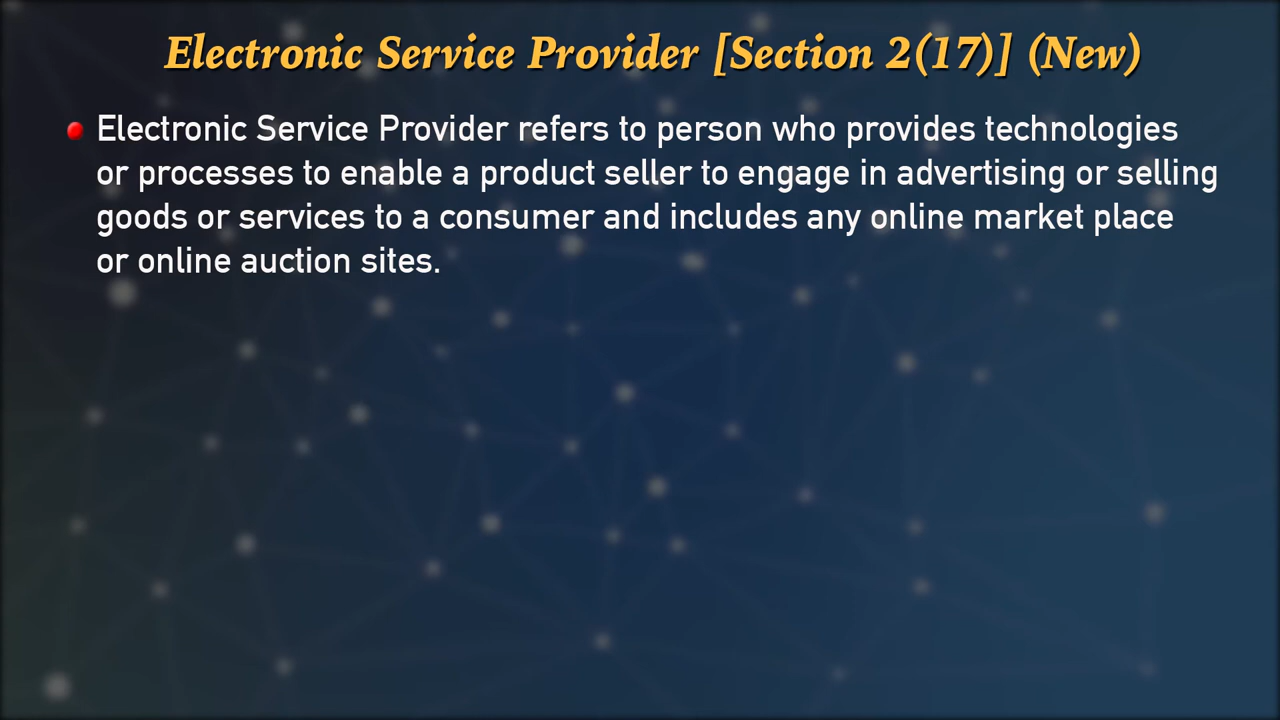 Electronic Service Provider [Section 2(17)] (New)
Electronic Service Provider refers to person who provides technologies
or processes to enable a product seller to engage in advertising or selling
goods or services to a consumer and includes any online market place
or online auction sites.